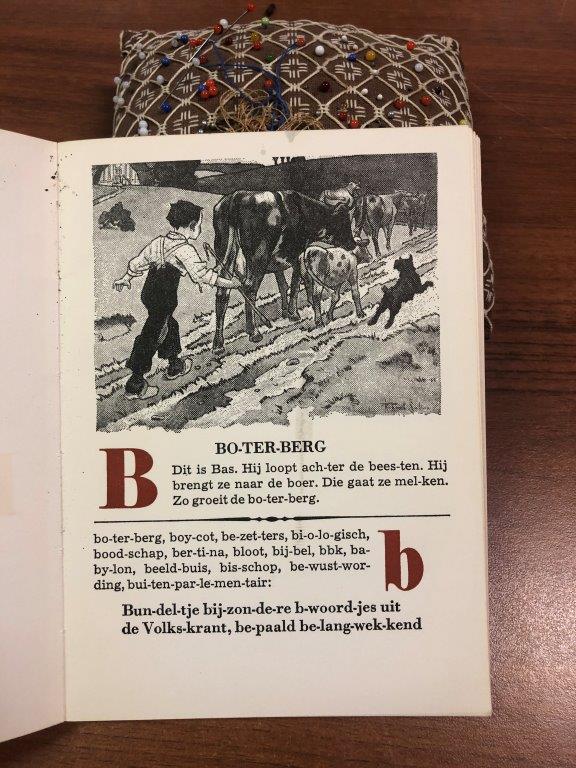 BO-TER-BERG
B
Dit is Bas. Hij loopt ach-ter de bees-ten. Hij
brengt ze naar de boer. Die gaat ze mel-ken.
Zo groeit de bo-ter-berg.
bo-ter-berg, boy-cot, be-zet-ters, bi-o-lo-gisch,
bood-schap, ber-ti-na, bloot, bij-bel, bbk, ba-
by-lon, beeld-buis, bis-schop, be-wust-wor-
ding, bui-ten-par-le-men-tair:
b
Bun-del-tje bij-zon-de-re b-woord-jes uit
de Volks-krant, be-paald be-lang-wek-kend